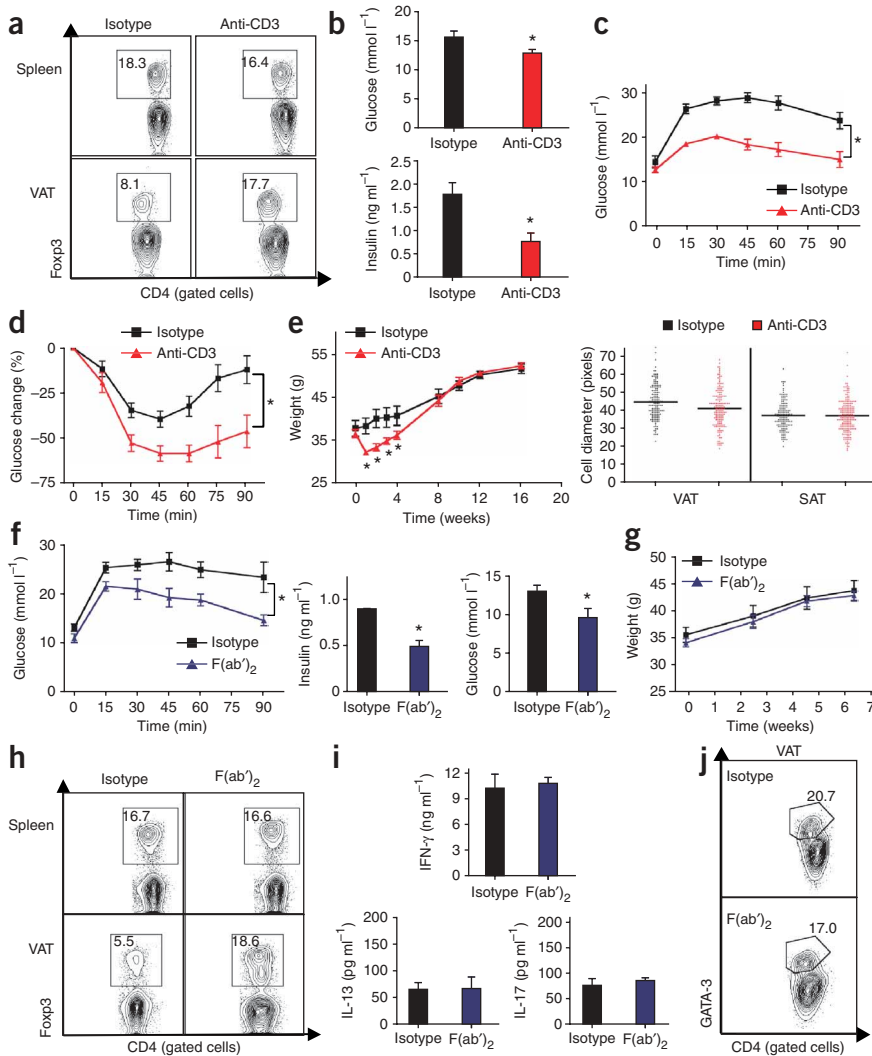 a
Isotype
Anti-CD3
Spleen
18.3
16.4
VAT
8.1
17.7
Foxp3
CD4 (gated cells)
b
Glucose (mmol l⁻¹)
20
15
10
5
0
*
Isotype
Anti-CD3
Insulin (ng ml⁻¹)
2.5
2.0
1.5
1.0
0.5
0
*
Isotype
Anti-CD3
c
Glucose (mmol l⁻¹)
40
30
20
10
0
*
Isotype
Anti-CD3
0 15 30 45 60 75 90
Time (min)
d
Isotype
Anti-CD3
Glucose change (%)
0
−25
−50
−75
*
0 15 30 45 60 75 90
Time (min)
e
Isotype
Anti-CD3
Weight (g)
55
45
35
25
* * * *
0 4 8 12 16 20
Time (weeks)
Isotype Anti-CD3
Cell diameter (pixels)
70
60
50
40
30
20
10
0
VAT SAT
f
Glucose (mmol l⁻¹)
30
20
10
0
*
Isotype
F(ab′)₂
0 15 30 45 60 75 90
Time (min)
Insulin (ng ml⁻¹)
1.0
0.5
0
*
Isotype F(ab′)₂
Glucose (mmol l⁻¹)
15
10
5
0
*
Isotype F(ab′)₂
g
Isotype
F(ab′)₂
Weight (g)
55
50
45
40
35
30
25
0 1 2 3 4 5 6 7
Time (weeks)
h
Isotype
F(ab′)₂
Spleen
16.7
16.6
VAT
5.5
18.6
Foxp3
CD4 (gated cells)
i
IFN-γ (ng ml⁻¹)
12
9
6
3
0
Isotype F(ab′)₂
IL-13 (pg ml⁻¹)
200
150
100
50
0
Isotype F(ab′)₂
IL-17 (pg ml⁻¹)
200
150
100
50
0
Isotype F(ab′)₂
j
VAT
Isotype
20.7
F(ab′)₂
17.0
GATA-3
CD4 (gated cells)